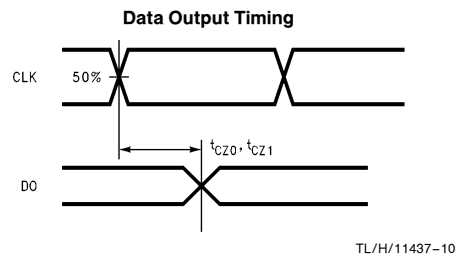 Data Output Timing
CLK 50%
tCZ0, tCZ1
DO
TL/H/11437–10